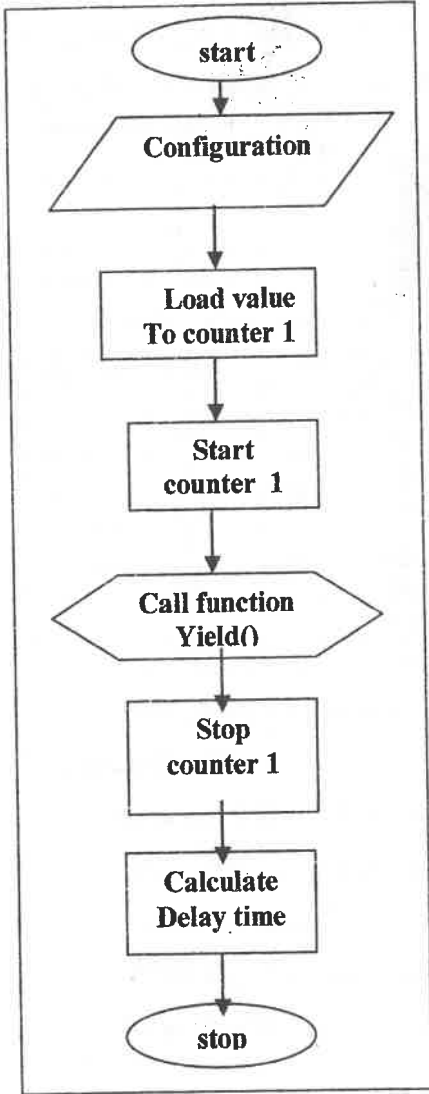 start
Configuration
Load value
To counter 1
Start
counter 1
Call function
Yield()
Stop
counter 1
Calculate
Delay time
stop